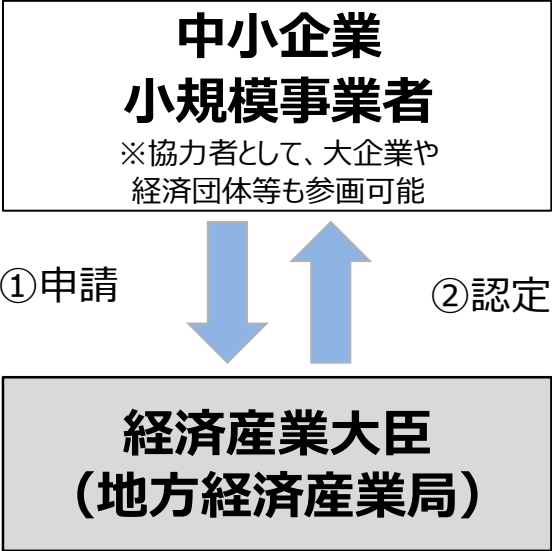 中小企業
小規模事業者
※協力者として、大企業や
経済団体等も参画可能
①申請
②認定
経済産業大臣
（地方経済産業局）